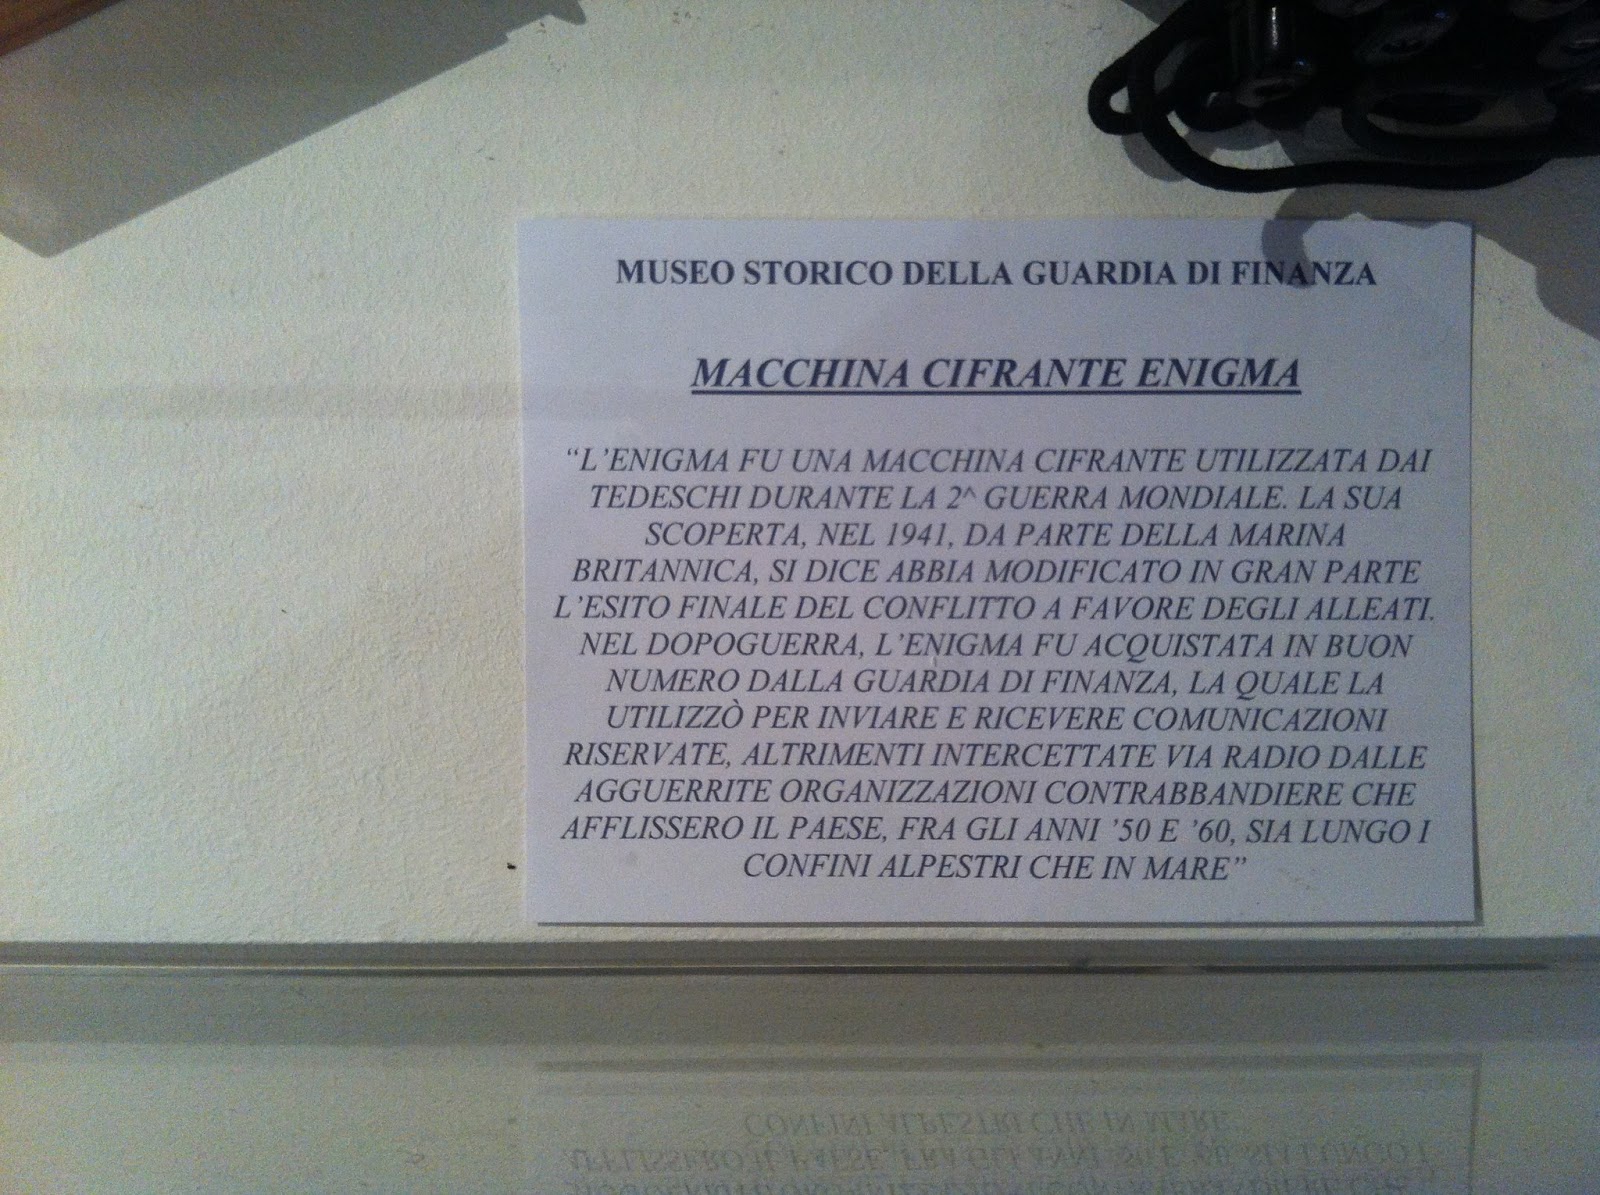 MUSEO STORICO DELLA GUARDIA DI FINANZA
MACCHINA CIFRANTE ENIGMA
“L’ENIGMA FU UNA MACCHINA CIFRANTE UTILIZZATA DAI
TEDESCHI DURANTE LA 2^ GUERRA MONDIALE. LA SUA
SCOPERTA, NEL 1941, DA PARTE DELLA MARINA
BRITANNICA, SI DICE ABBIA MODIFICATO IN GRAN PARTE
L’ESITO FINALE DEL CONFLITTO A FAVORE DEGLI ALLEATI.
NEL DOPOGUERRA, L’ENIGMA FU ACQUISTATA IN BUON
NUMERO DALLA GUARDIA DI FINANZA, LA QUALE LA
UTILIZZÒ PER INVIARE E RICEVERE COMUNICAZIONI
RISERVATE, ALTRIMENTI INTERCETTATE VIA RADIO DALLE
AGGUERRITE ORGANIZZAZIONI CONTRABBANDIERE CHE
AFFLISSERO IL PAESE, FRA GLI ANNI ’50 E ’60, SIA LUNGO I
CONFINI ALPESTRI CHE IN MARE”